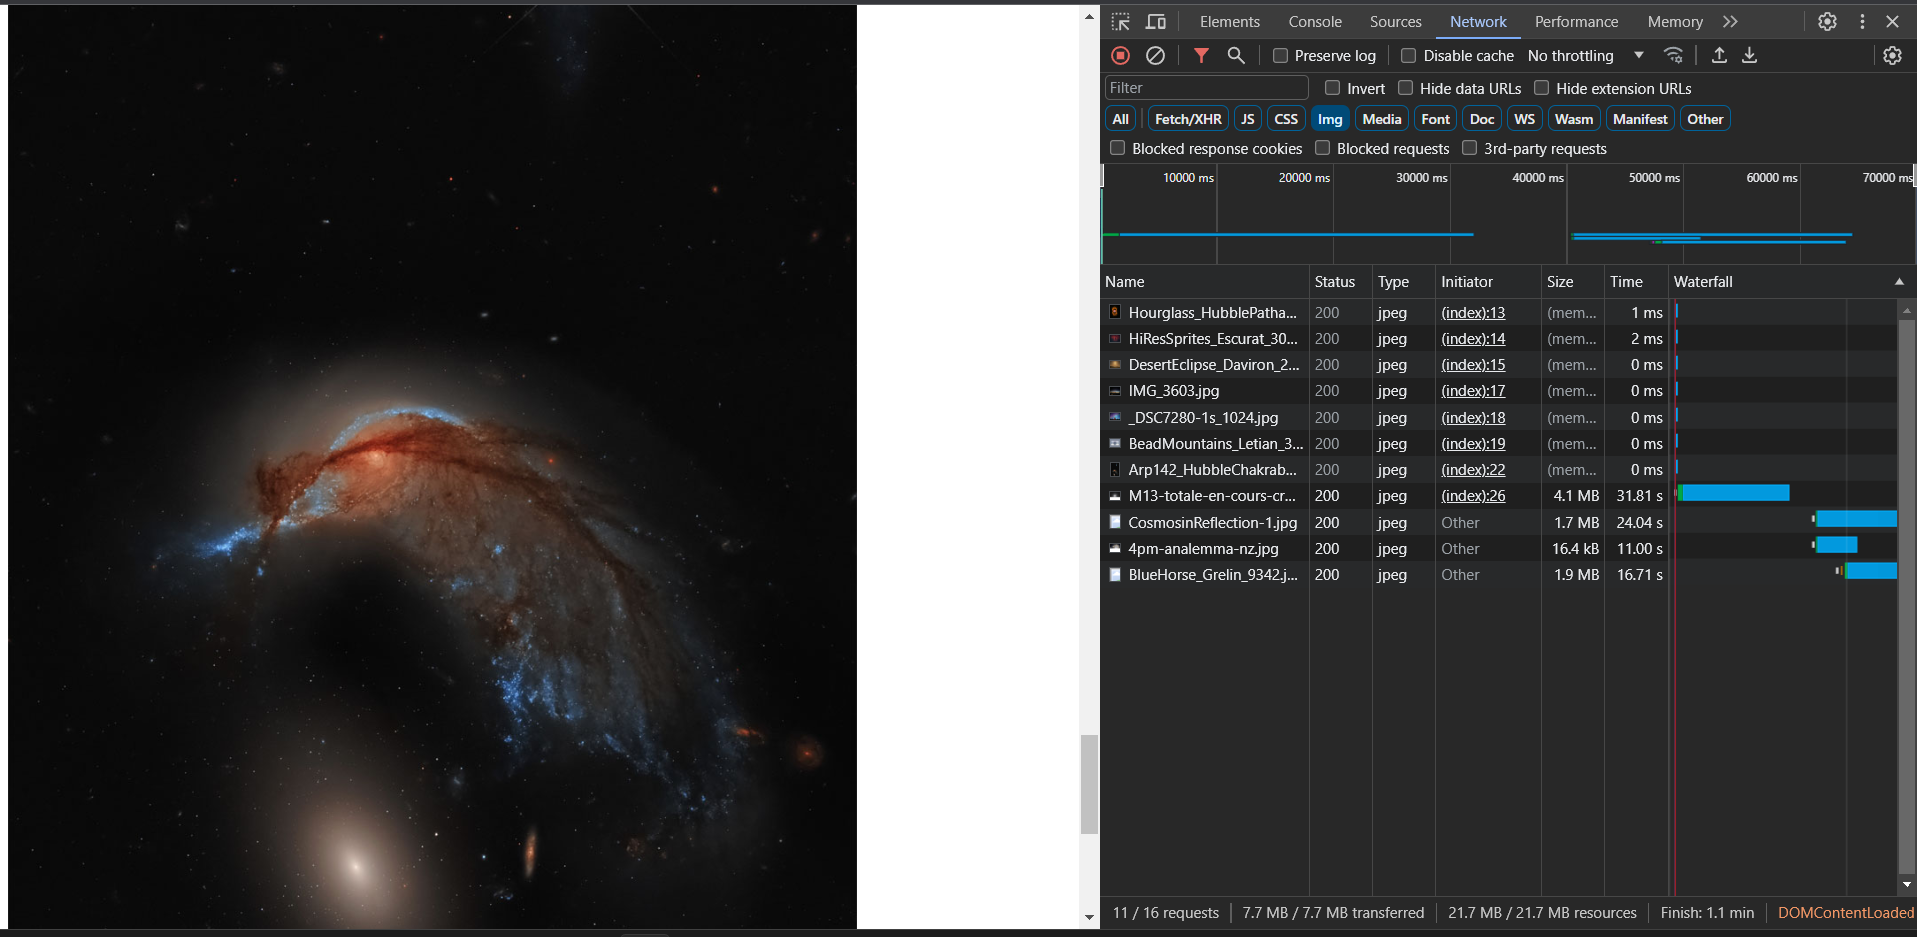 Elements Console Sources Network Performance Memory
Preserve log Disable cache No throttling
Filter Invert Hide data URLs Hide extension URLs
All Fetch/XHR JS CSS Img Media Font Doc WS Wasm Manifest Other
Blocked response cookies Blocked requests 3rd-party requests
10000 ms 20000 ms 30000 ms 40000 ms 50000 ms 60000 ms 70000 ms
Name Status Type Initiator Size Time Waterfall
Hourglass_HubblePatha... 200 jpeg (index):13 (mem... 1 ms
HiResSprites_Escurat_30... 200 jpeg (index):14 (mem... 2 ms
DesertEclipse_Daviron_2... 200 jpeg (index):15 (mem... 0 ms
IMG_3603.jpg 200 jpeg (index):17 (mem... 0 ms
_DSC7280-1s_1024.jpg 200 jpeg (index):18 (mem... 0 ms
BeadMountains_Letian_3... 200 jpeg (index):19 (mem... 0 ms
Arp142_HubbleChakrab... 200 jpeg (index):22 (mem... 0 ms
M13-totale-en-cours-cr... 200 jpeg (index):26 4.1 MB 31.81 s
CosmosinReflection-1.jpg 200 jpeg Other 1.7 MB 24.04 s
4pm-analemma-nz.jpg 200 jpeg Other 16.4 kB 11.00 s
BlueHorse_Grelin_9342.j... 200 jpeg Other 1.9 MB 16.71 s
11 / 16 requests 7.7 MB / 7.7 MB transferred 21.7 MB / 21.7 MB resources Finish: 1.1 min DOMContentLoaded